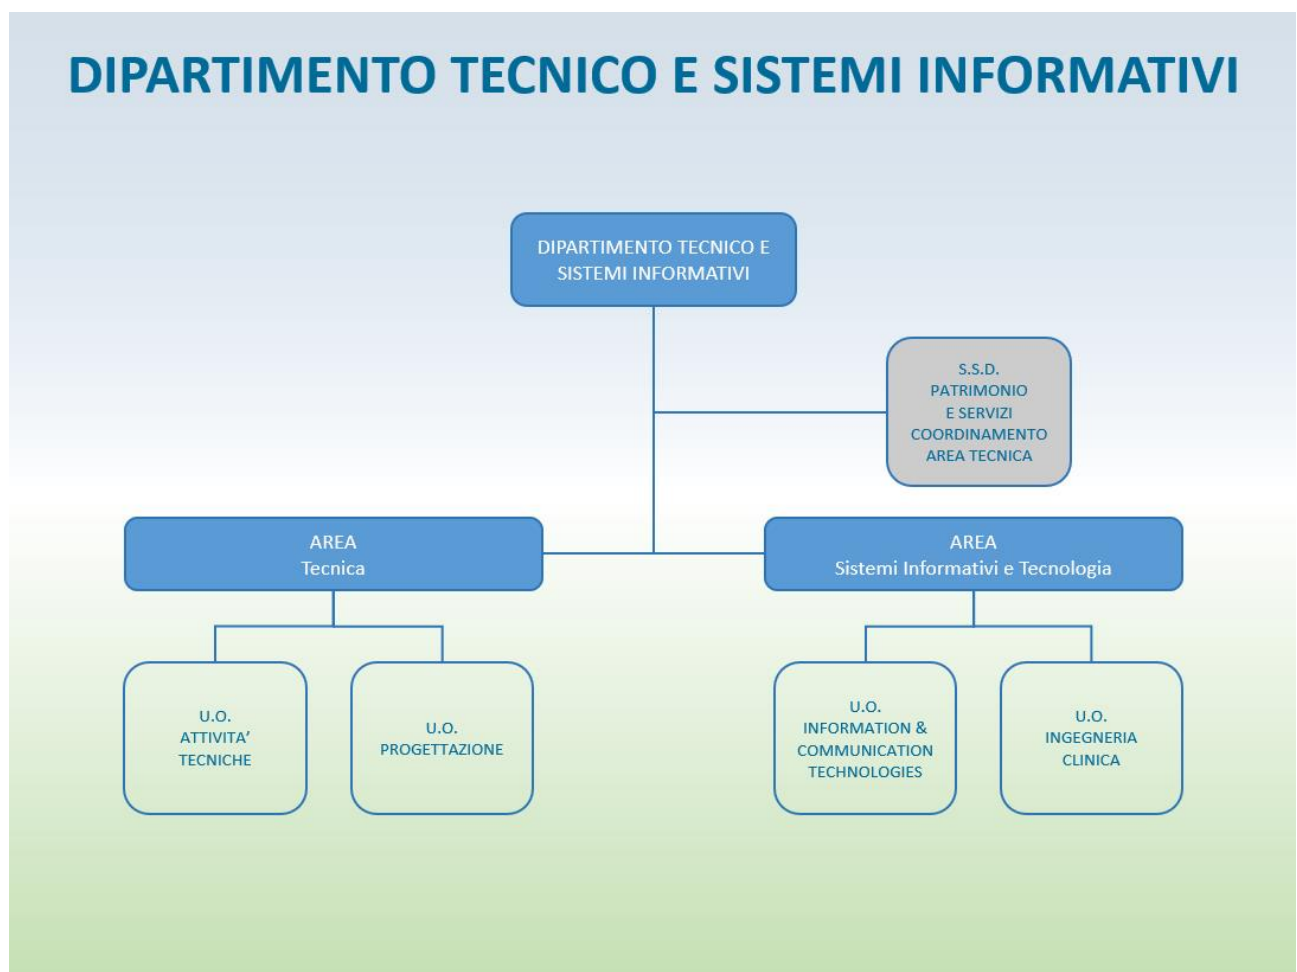 DIPARTIMENTO TECNICO E SISTEMI INFORMATIVI
DIPARTIMENTO TECNICO E
SISTEMI INFORMATIVI
S.S.D.
PATRIMONIO
E SERVIZI
COORDINAMENTO
AREA TECNICA
AREA
Tecnica
AREA
Sistemi Informativi e Tecnologia
U.O.
ATTIVITA’
TECNICHE
U.O.
PROGETTAZIONE
U.O.
INFORMATION &
COMMUNICATION
TECHNOLOGIES
U.O.
INGEGNERIA
CLINICA